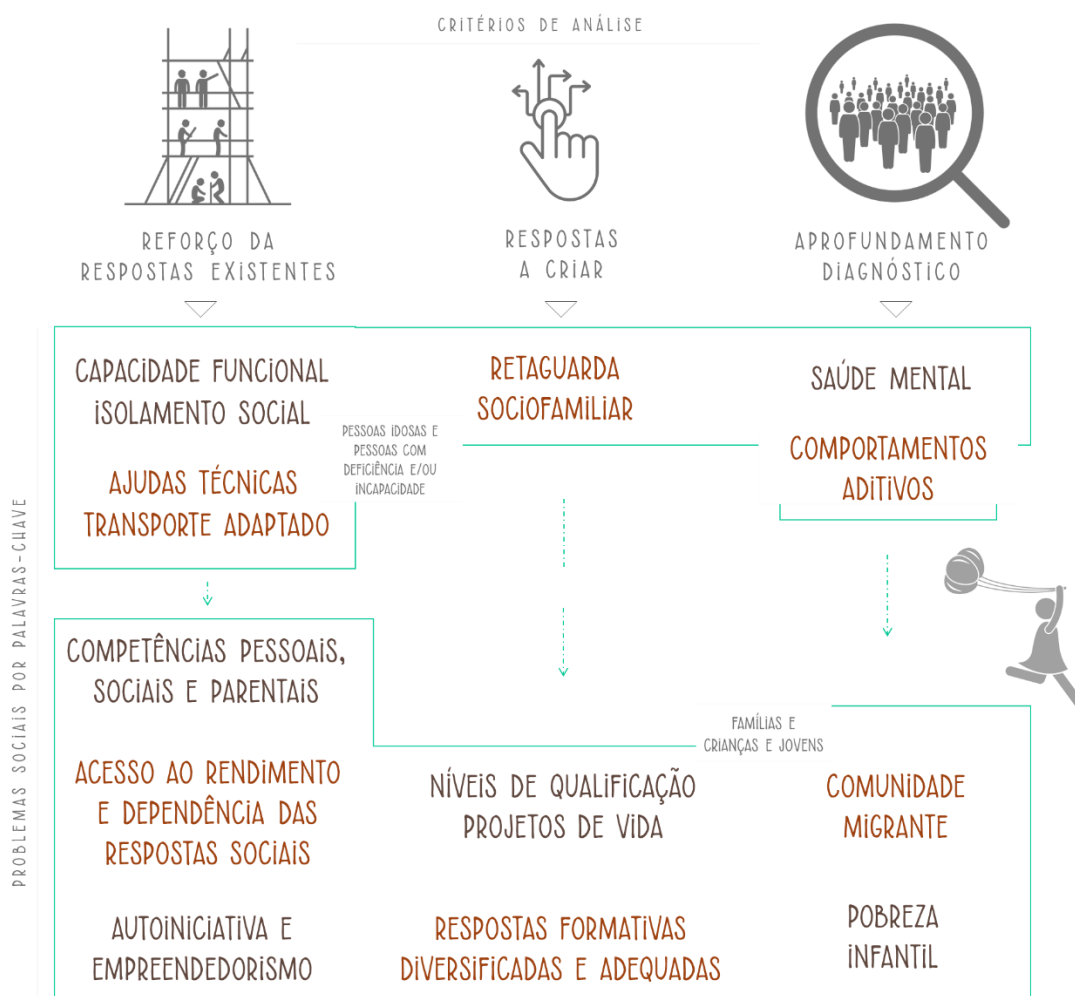 CRITÉRIOS DE ANÁLISE
REFORÇO DA
RESPOSTAS EXISTENTES
RESPOSTAS
A CRIAR
APROFUNDAMENTO
DIAGNÓSTICO
PROBLEMAS SOCIAIS POR PALAVRAS-CHAVE
CAPACIDADE FUNCIONAL
ISOLAMENTO SOCIAL
AJUDAS TÉCNICAS
TRANSPORTE ADAPTADO
PESSOAS IDOSAS E
PESSOAS COM
DEFICIÊNCIA E/OU
INCAPACIDADE
RETAGUARDA
SOCIOFAMILIAR
SAÚDE MENTAL
COMPORTAMENTOS
ADITIVOS
COMPETÊNCIAS PESSOAIS,
SOCIAIS E PARENTAIS
ACESSO AO RENDIMENTO
E DEPENDÊNCIA DAS
RESPOSTAS SOCIAIS
AUTOINICIATIVA E
EMPREENDEDORISMO
FAMÍLIAS E
CRIANÇAS E JOVENS
NÍVEIS DE QUALIFICAÇÃO
PROJETOS DE VIDA
RESPOSTAS FORMATIVAS
DIVERSIFICADAS E ADEQUADAS
COMUNIDADE
MIGRANTE
POBREZA
INFANTIL